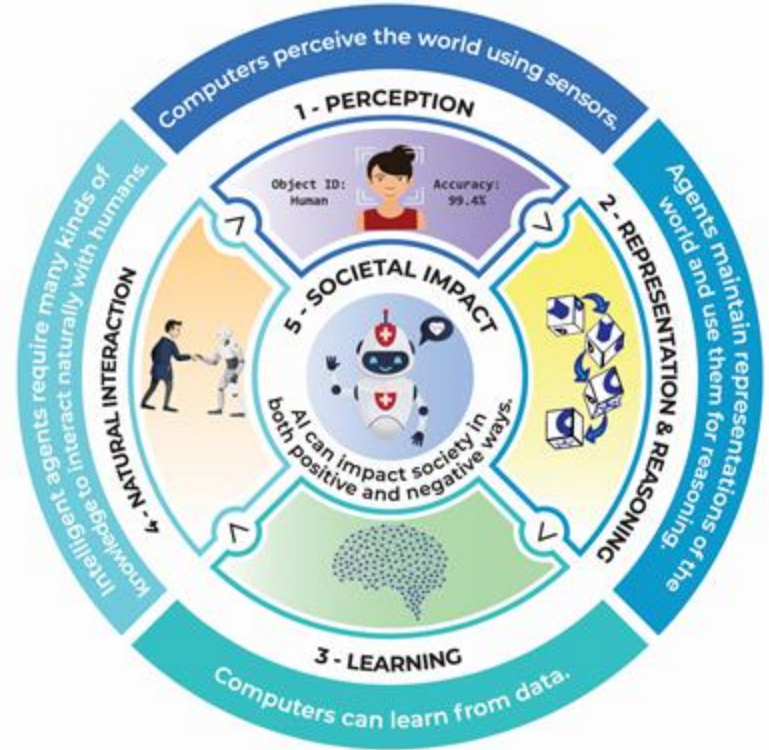 Computers perceive the world using sensors.
1 - PERCEPTION
Object ID:
Human
Accuracy:
99.4%
Agents maintain representations of the
world and use them for reasoning.
2 - REPRESENTATION & REASONING
3 - LEARNING
Computers can learn from data.
Intelligent agents require many kinds of
knowledge to interact naturally with humans.
4 - NATURAL INTERACTION
5 - SOCIETAL IMPACT
AI can impact society in
both positive and negative ways.